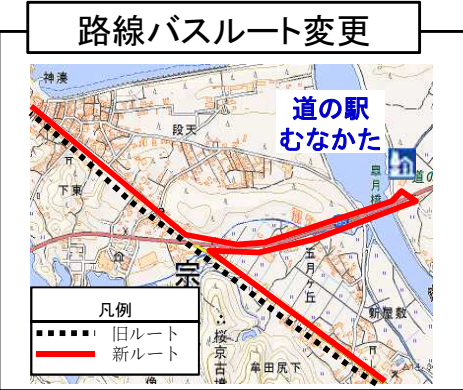 路線バスルート変更
神湊
段天
道の駅
むなかた
皐月橋
道の
下東
五月ヶ丘
宗
新屋敷
凡例
旧ルート
新ルート
桜京古墳
牟田尻下